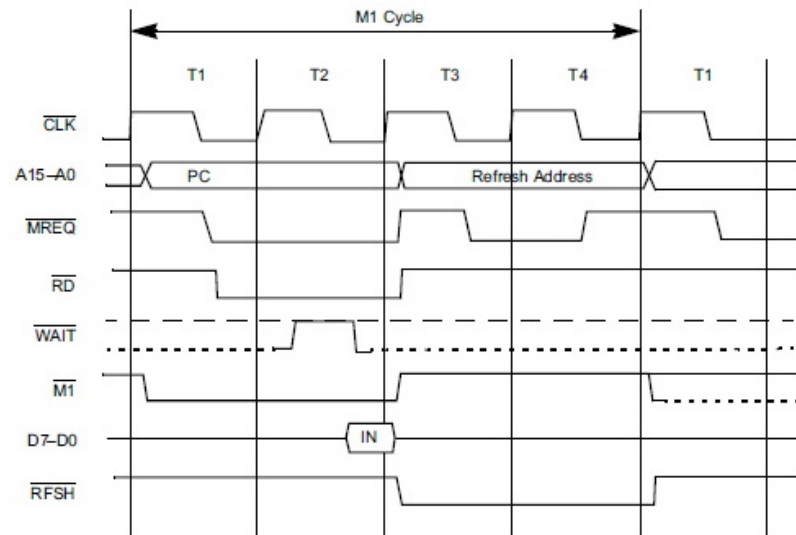 M1 Cycle
T1 T2 T3 T4 T1
CLK
A15–A0 PC Refresh Address
MREQ
RD
WAIT
M1
D7–D0 IN
RFSH